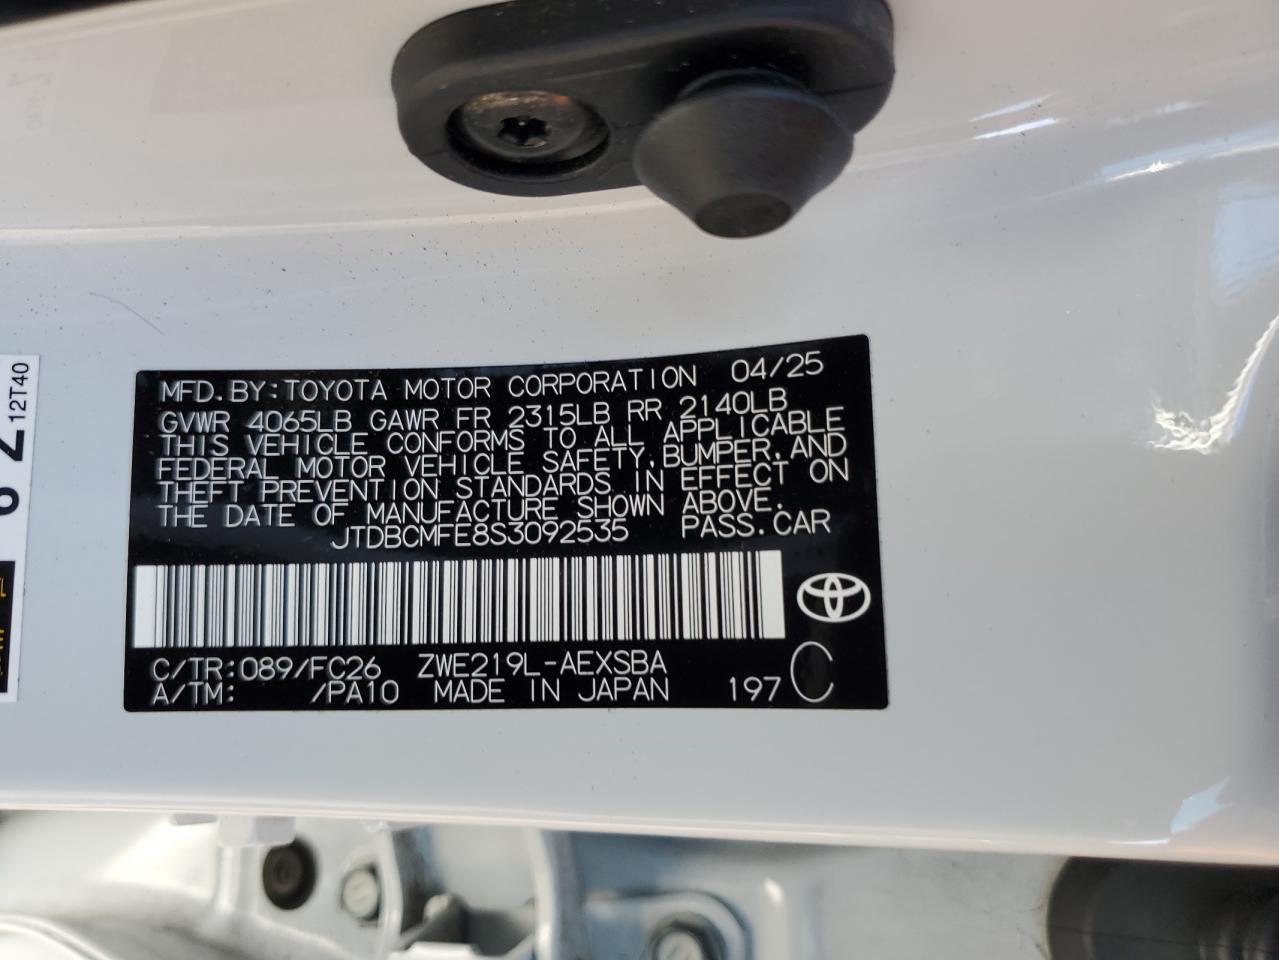 MFD. BY: TOYOTA MOTOR CORPORATION 04/25
GVWR 4065LB GAWR FR 2315LB RR 2140LB
THIS VEHICLE CONFORMS TO ALL APPLICABLE
FEDERAL MOTOR VEHICLE SAFETY, BUMPER, AND
THEFT PREVENTION STANDARDS IN EFFECT ON
THE DATE OF MANUFACTURE SHOWN ABOVE.
JTDBCMFE8S3092535 PASS. CAR
C/TR: 089/FC26 ZWE219L-AEXSBA
A/TM: /PA10 MADE IN JAPAN 197 C
12T40